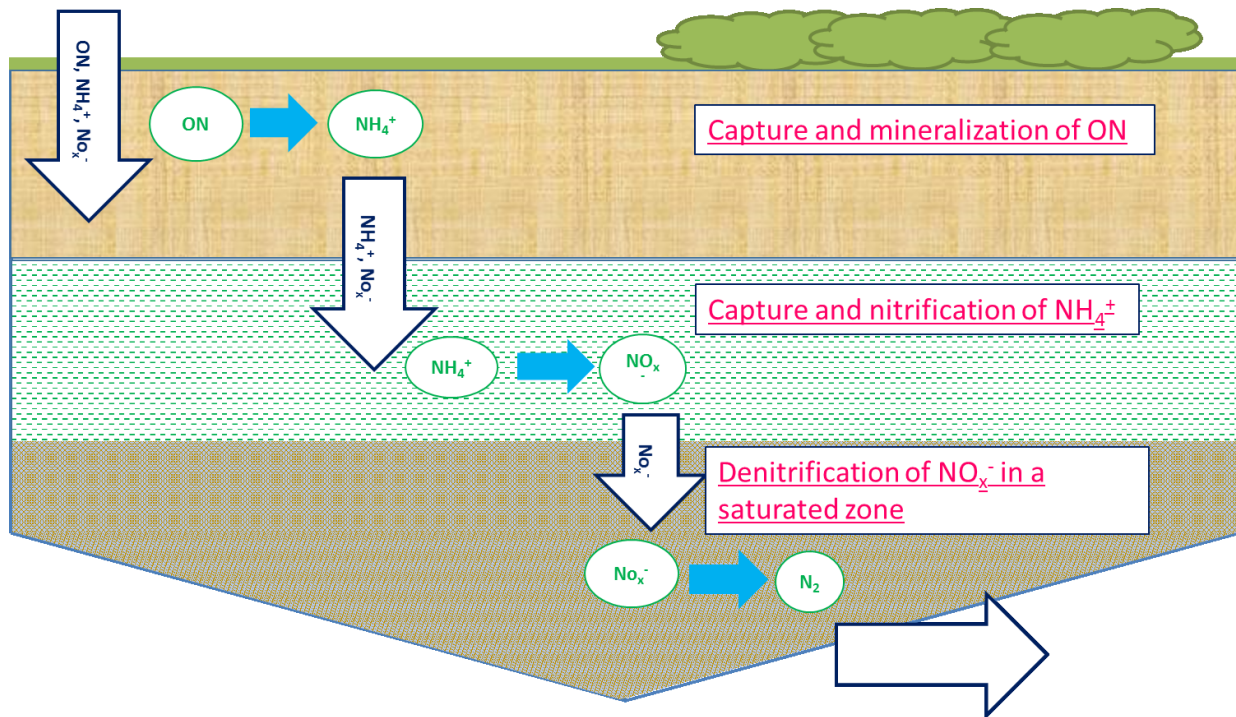 ON, NH₄⁺, Noₓ⁻
ON
NH₄⁺
Capture and mineralization of ON
NH₄⁺, Noₓ⁻
Capture and nitrification of NH₄⁺
NH₄⁺
NOₓ
-
Noₓ⁻
Denitrification of NOₓ⁻ in a
saturated zone
Noₓ⁻
N₂